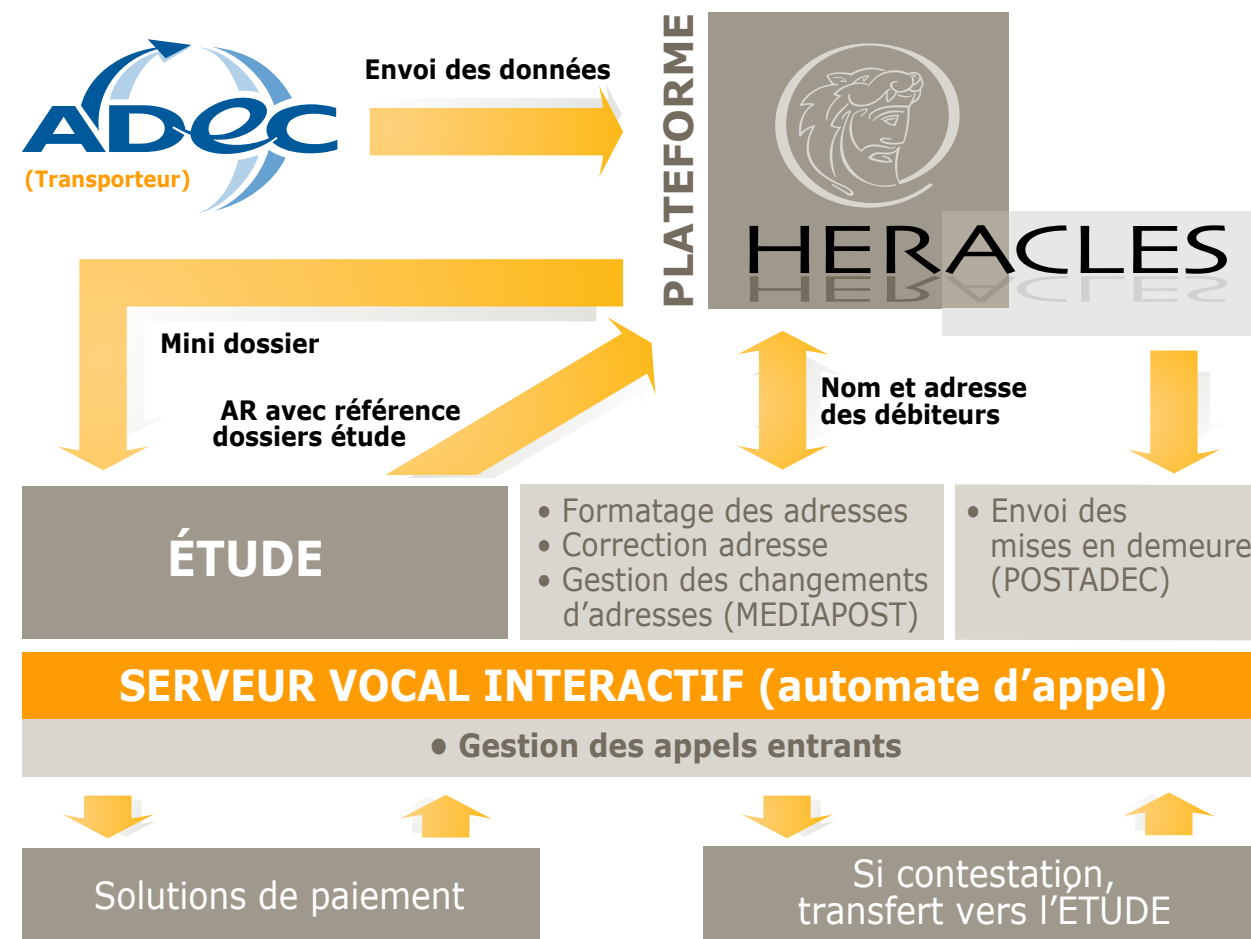 ADEC
(Transporteur)
Envoi des données
PLATEFORME
HERACLES
Mini dossier
AR avec référence
dossiers étude
Nom et adresse
des débiteurs
ÉTUDE
• Formatage des adresses
• Correction adresse
• Gestion des changements
d’adresses (MEDIAPOST)
• Envoi des
mises en demeure
(POSTADEC)
SERVEUR VOCAL INTERACTIF (automate d’appel)
• Gestion des appels entrants
Solutions de paiement
Si contestation,
transfert vers l’ÉTUDE